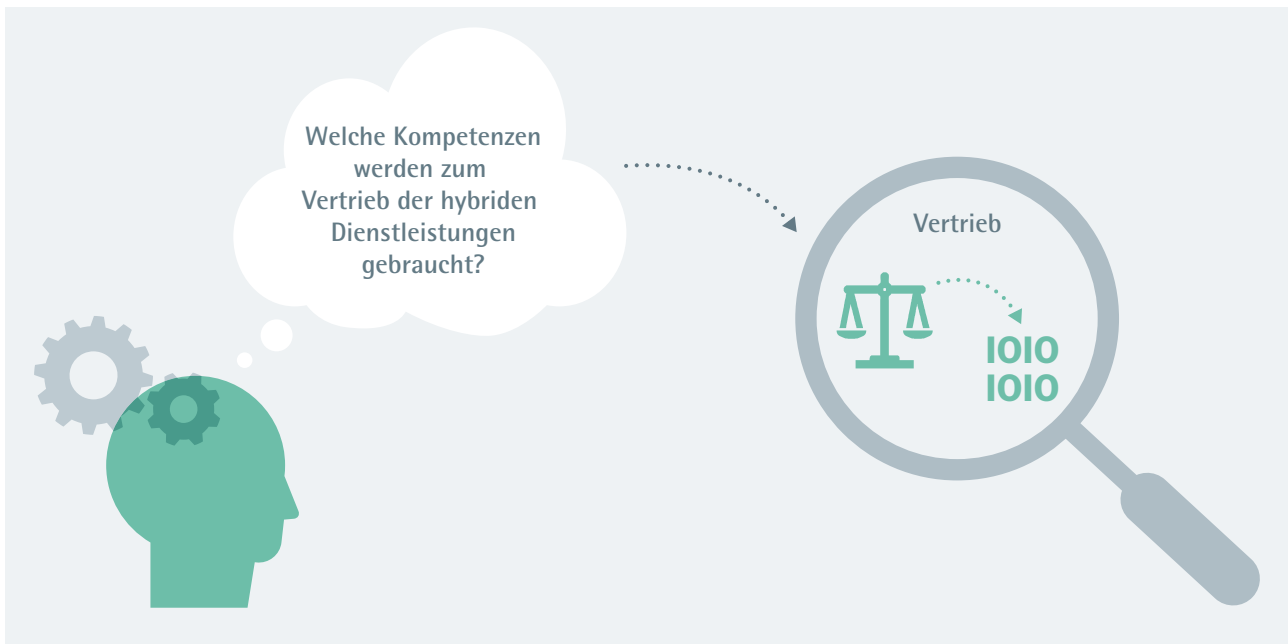 Welche Kompetenzen
werden zum
Vertrieb der hybriden
Dienstleistungen
gebraucht?
Vertrieb
IOIO
IOIO